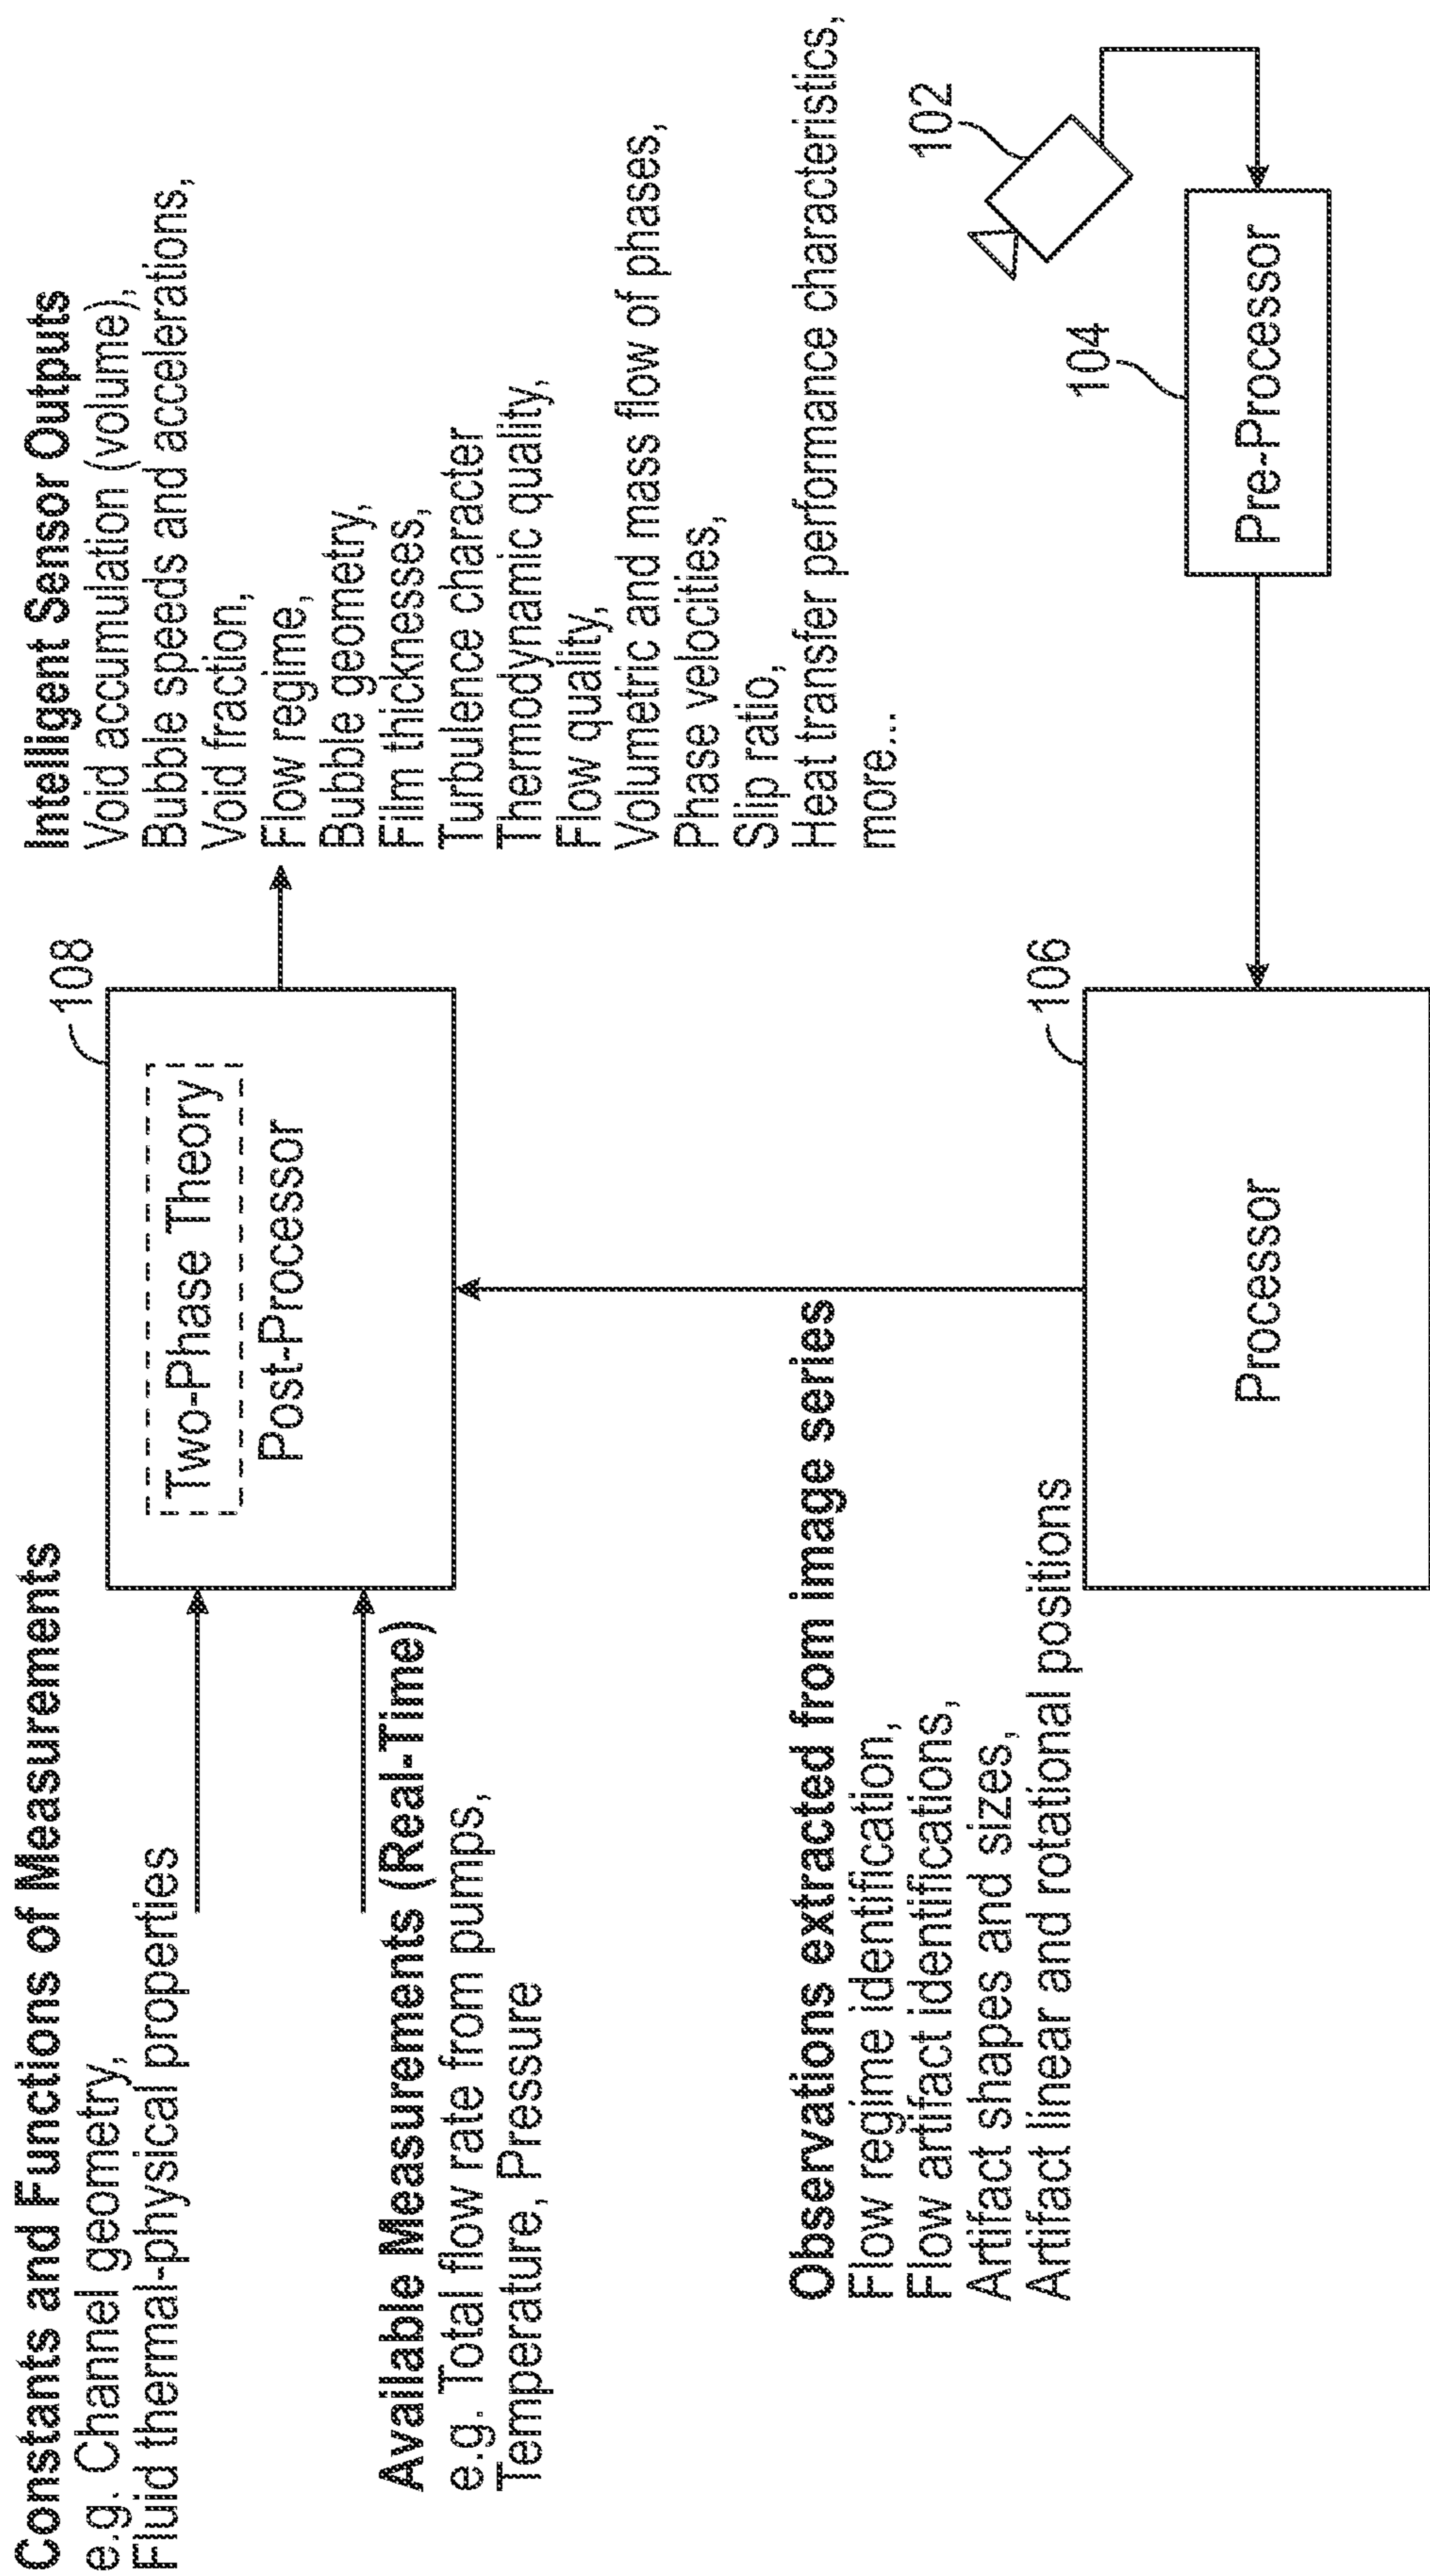 Constants and Functions of Measurements
e.g. Channel geometry,
Fluid thermal-physical properties
Available Measurements (Real-Time)
e.g. Total flow rate from pumps,
Temperature, Pressure
108
Two-Phase Theory
Post-Processor
Intelligent Sensor Outputs
Void accumulation (volume),
Bubble speeds and accelerations,
Void fraction,
Flow regime,
Bubble geometry,
Film thicknesses,
Turbulence character
Thermodynamic quality,
Flow quality,
Volumetric and mass flow of phases,
Phase velocities,
Slip ratio,
Heat transfer performance characteristics,
more...
Observations extracted from image series
Flow regime identification,
Flow artifact identifications,
Artifact shapes and sizes,
Artifact linear and rotational positions
106
Processor
104
Pre-Processor
102